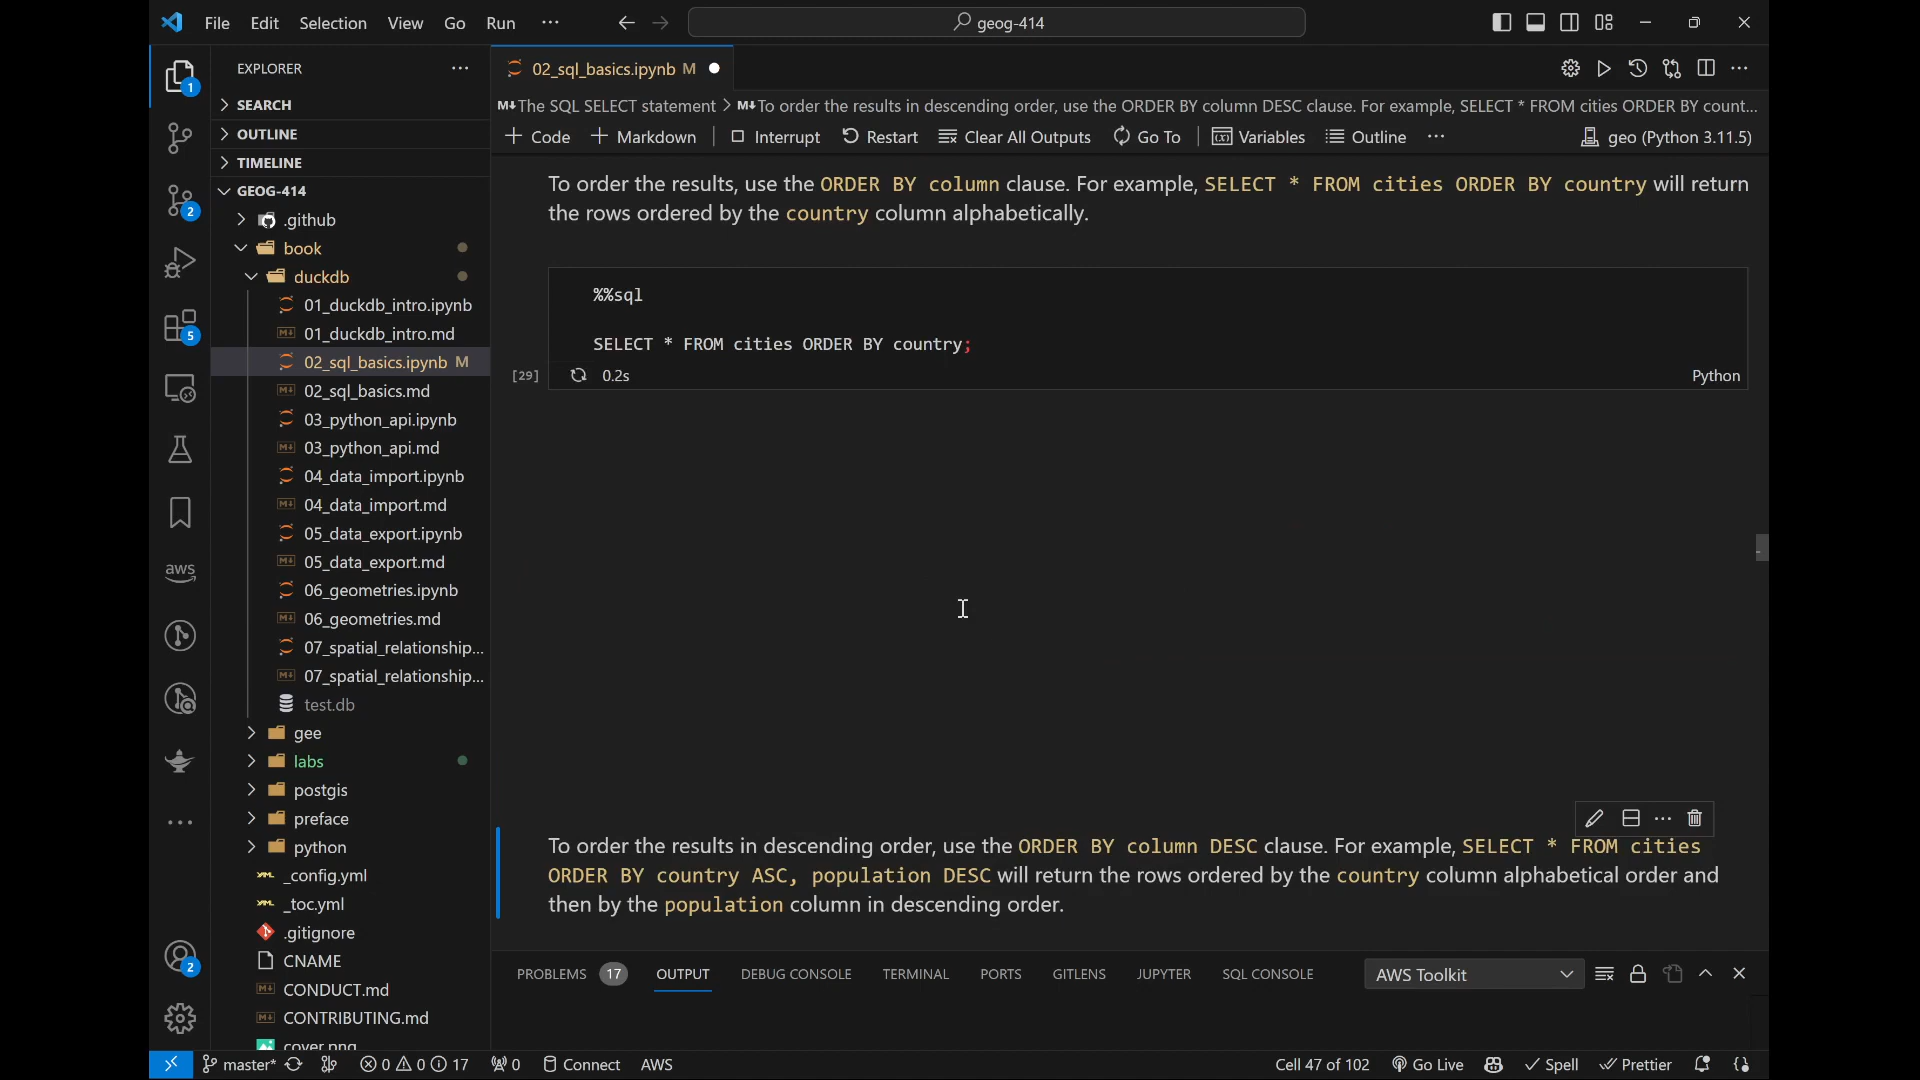 File Edit Selection View Go Run ··· geog-414
EXPLORER ···
SEARCH
OUTLINE
TIMELINE
GEOG-414
.github
book
duckdb
01_duckdb_intro.ipynb
01_duckdb_intro.md
02_sql_basics.ipynb M
02_sql_basics.md
03_python_api.ipynb
03_python_api.md
04_data_import.ipynb
04_data_import.md
05_data_export.ipynb
05_data_export.md
06_geometries.ipynb
06_geometries.md
07_spatial_relationship...
07_spatial_relationship...
test.db
gee
labs
postgis
preface
python
_config.yml
_toc.yml
.gitignore
CNAME
CONDUCT.md
CONTRIBUTING.md
cover.png
1
2
5
aws
2
02_sql_basics.ipynb M
M↓The SQL SELECT statement > M↓To order the results in descending order, use the ORDER BY column DESC clause. For example, SELECT * FROM cities ORDER BY count...
+ Code + Markdown Interrupt Restart Clear All Outputs Go To Variables Outline ··· geo (Python 3.11.5)
To order the results, use the ORDER BY column clause. For example, SELECT * FROM cities ORDER BY country will return
the rows ordered by the country column alphabetically.
%%sql
SELECT * FROM cities ORDER BY country;
[29] 0.2s Python
To order the results in descending order, use the ORDER BY column DESC clause. For example, SELECT * FROM cities
ORDER BY country ASC, population DESC will return the rows ordered by the country column alphabetical order and
then by the population column in descending order.
PROBLEMS 17 OUTPUT DEBUG CONSOLE TERMINAL PORTS GITLENS JUPYTER SQL CONSOLE AWS Toolkit
master* 0 0 17 0 Connect AWS Cell 47 of 102 Go Live Spell Prettier